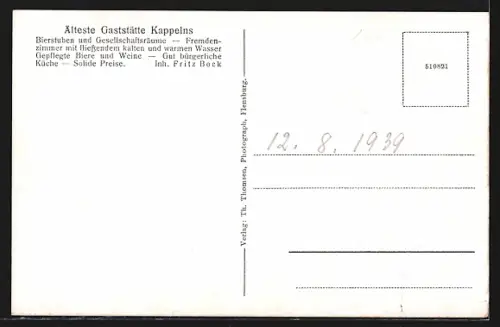 Älteste Gaststätte Kappelns
Bierstuben und Gesellschaftsräume — Fremden-
zimmer mit fließendem kalten und warmen Wasser
Gepflegte Biere und Weine — Gut bürgerliche
Küche — Solide Preise. Inh. Fritz Bock
Verlag: Th. Thomsen, Photograph, Flensburg.
12. 8. 1939